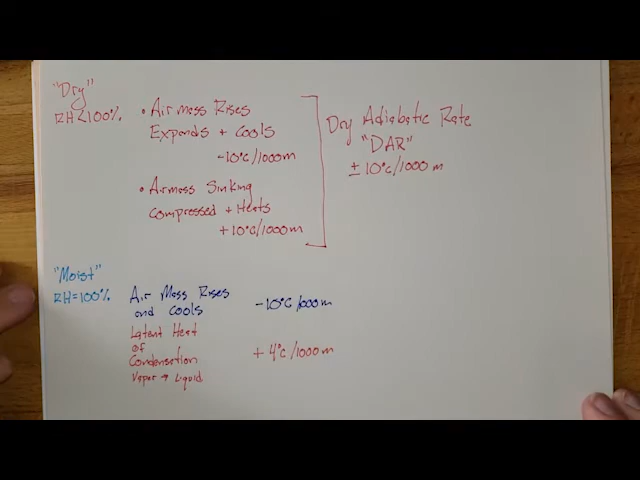 "Dry"
RH<100%
• Air mass Rises
Expands + Cools
-10°C/1000m
• Airmass Sinking
Compressed + Heats
+10°C/1000m
Dry Adiabatic Rate
"DAR"
± 10°C/1000 m
"Moist"
RH=100%
Air Mass Rises
and Cools
-10°C/1000m
Latent Heat
of
Condensation
Vapor → Liquid
+ 4°C/1000m